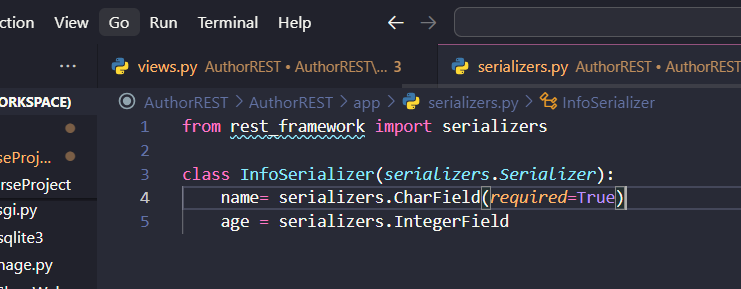 ction View Go Run Terminal Help
views.py AuthorREST • AuthorREST\... 3 serializers.py AuthorREST • AuthorREST
ORKSPACE) AuthorREST > AuthorREST > app > serializers.py > InfoSerializer
1 from rest_framework import serializers
2
3 class InfoSerializer(serializers.Serializer):
4 name= serializers.CharField(required=True)
5 age = serializers.IntegerField
seProj...
rseProject
sgi.py
sqlite3
nage.py